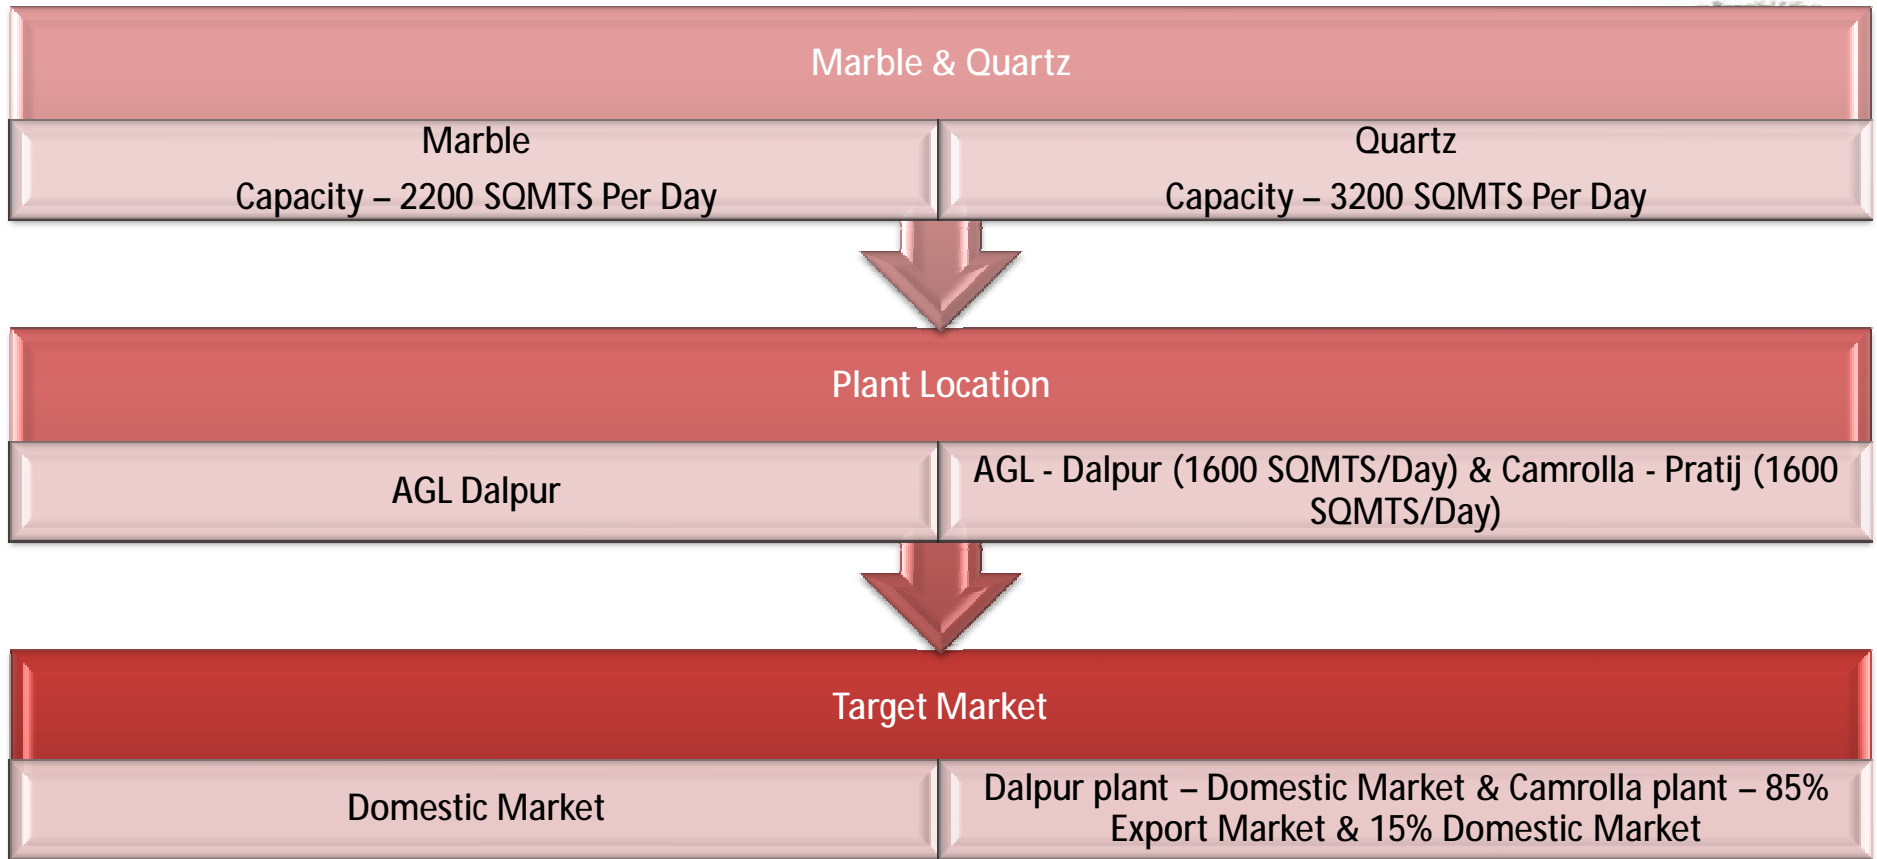 Marble & Quartz
Marble
Capacity – 2200 SQMTS Per Day
Quartz
Capacity – 3200 SQMTS Per Day
Plant Location
AGL Dalpur
AGL - Dalpur (1600 SQMTS/Day) & Camrolla - Pratij (1600
SQMTS/Day)
Target Market
Domestic Market
Dalpur plant – Domestic Market & Camrolla plant – 85%
Export Market & 15% Domestic Market